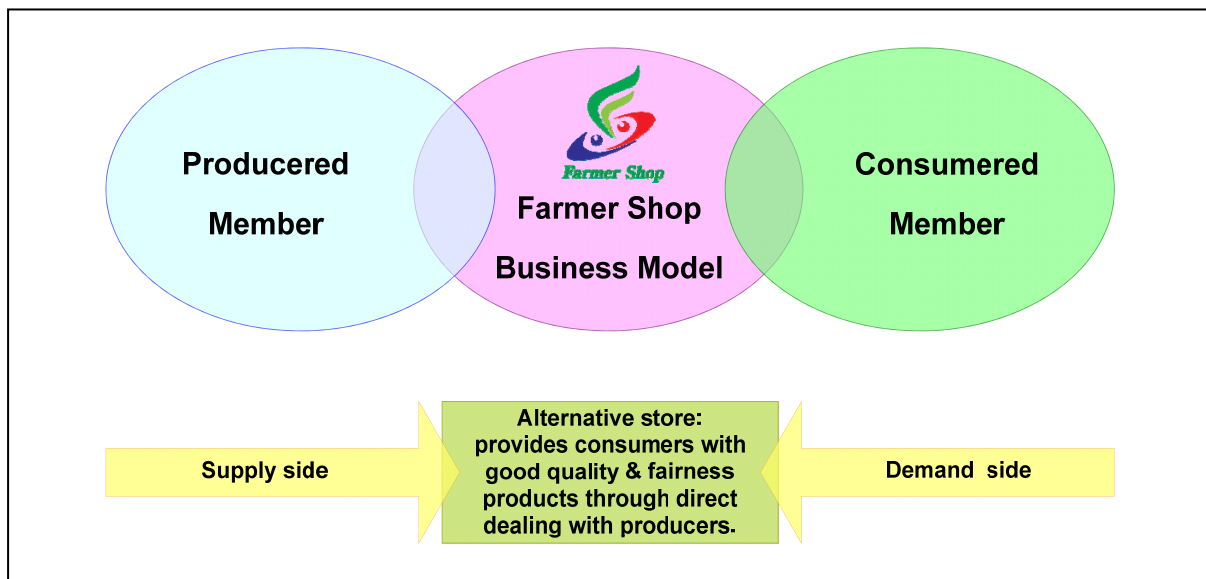 Producered
Member
Farmer Shop
Farmer Shop
Business Model
Consumered
Member
Supply side
Alternative store:
provides consumers with
good quality & fairness
products through direct
dealing with producers.
Demand side